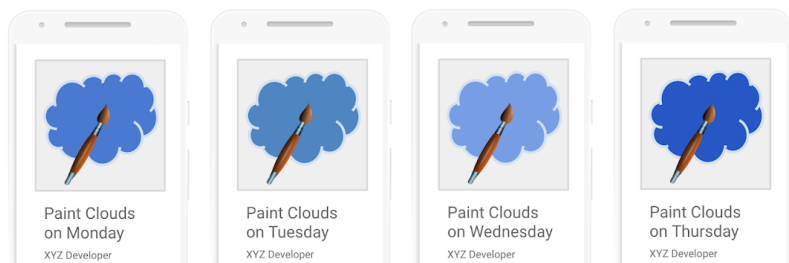 Paint Clouds
on Monday
XYZ Developer
Paint Clouds
on Tuesday
XYZ Developer
Paint Clouds
on Wednesday
XYZ Developer
Paint Clouds
on Thursday
XYZ Developer